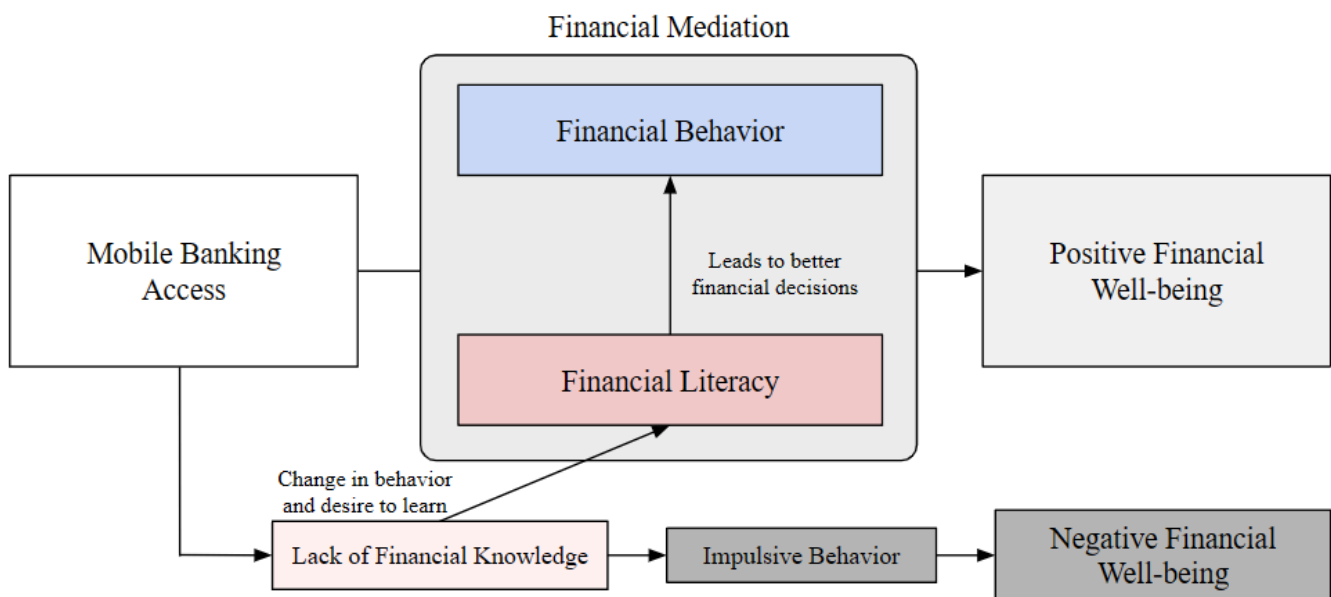 Financial Mediation
Financial Behavior
Mobile Banking
Access
Leads to better
financial decisions
Positive Financial
Well-being
Financial Literacy
Change in behavior
and desire to learn
Lack of Financial Knowledge
Impulsive Behavior
Negative Financial
Well-being